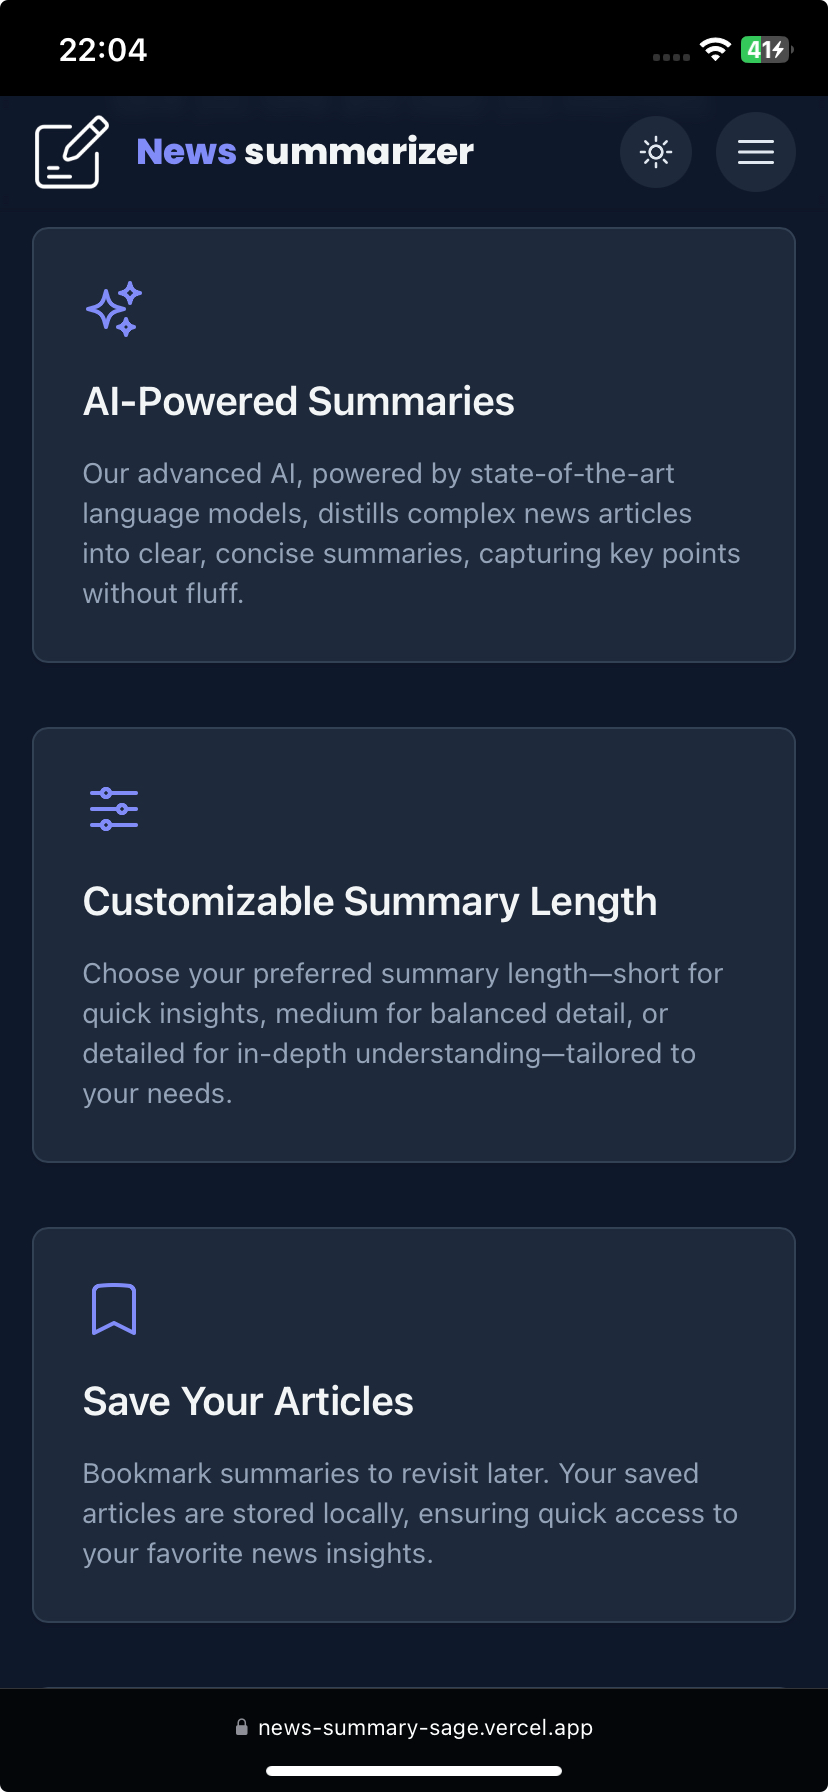 22:04
41
News summarizer
AI-Powered Summaries
Our advanced AI, powered by state-of-the-art
language models, distills complex news articles
into clear, concise summaries, capturing key points
without fluff.
Customizable Summary Length
Choose your preferred summary length—short for
quick insights, medium for balanced detail, or
detailed for in-depth understanding—tailored to
your needs.
Save Your Articles
Bookmark summaries to revisit later. Your saved
articles are stored locally, ensuring quick access to
your favorite news insights.
news-summary-sage.vercel.app